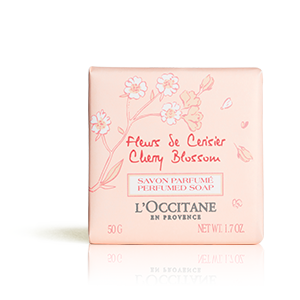 Fleurs de Cerisier
Cherry Blossom
SAVON PARFUMÉ
PERFUMED SOAP
L'OCCITANE
EN PROVENCE
50 G NET WT. 1.7 OZ.